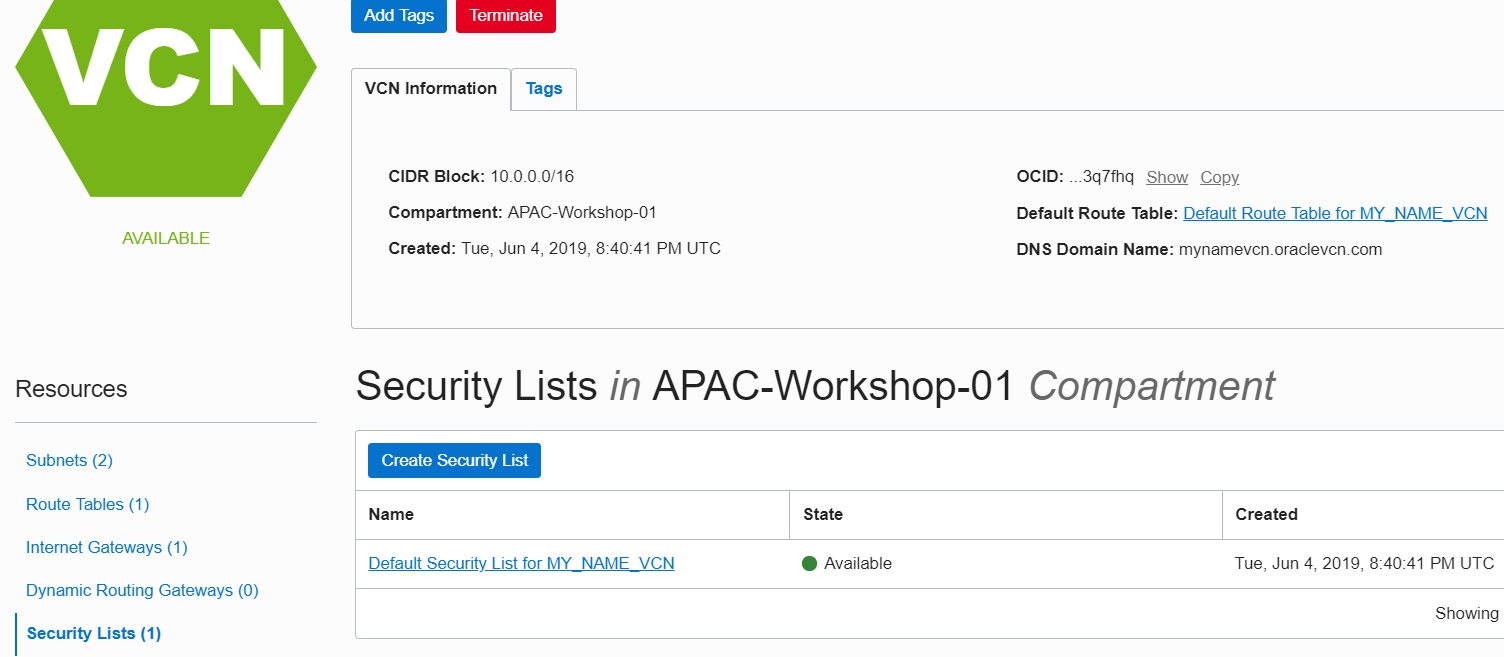 Add Tags Terminate
VCN
VCN Information Tags
CIDR Block: 10.0.0.0/16 OCID: ...3q7fhq Show Copy
Compartment: APAC-Workshop-01 Default Route Table: Default Route Table for MY_NAME_VCN
Created: Tue, Jun 4, 2019, 8:40:41 PM UTC DNS Domain Name: mynamevcn.oraclevcn.com
AVAILABLE
Resources
Subnets (2)
Route Tables (1)
Internet Gateways (1)
Dynamic Routing Gateways (0)
Security Lists (1)
Security Lists in APAC-Workshop-01 Compartment
Create Security List
Name State Created
Default Security List for MY_NAME_VCN Available Tue, Jun 4, 2019, 8:40:41 PM UTC
Showing